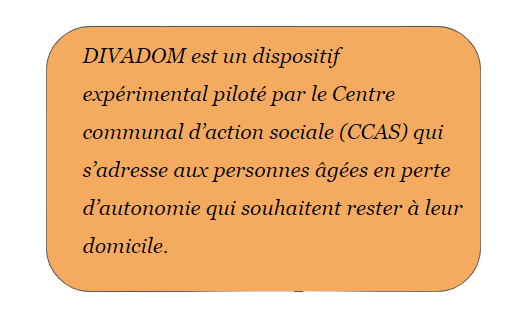 DIVADOM est un dispositif
expérimental piloté par le Centre
communal d’action sociale (CCAS) qui
s’adresse aux personnes âgées en perte
d’autonomie qui souhaitent rester à leur
domicile.